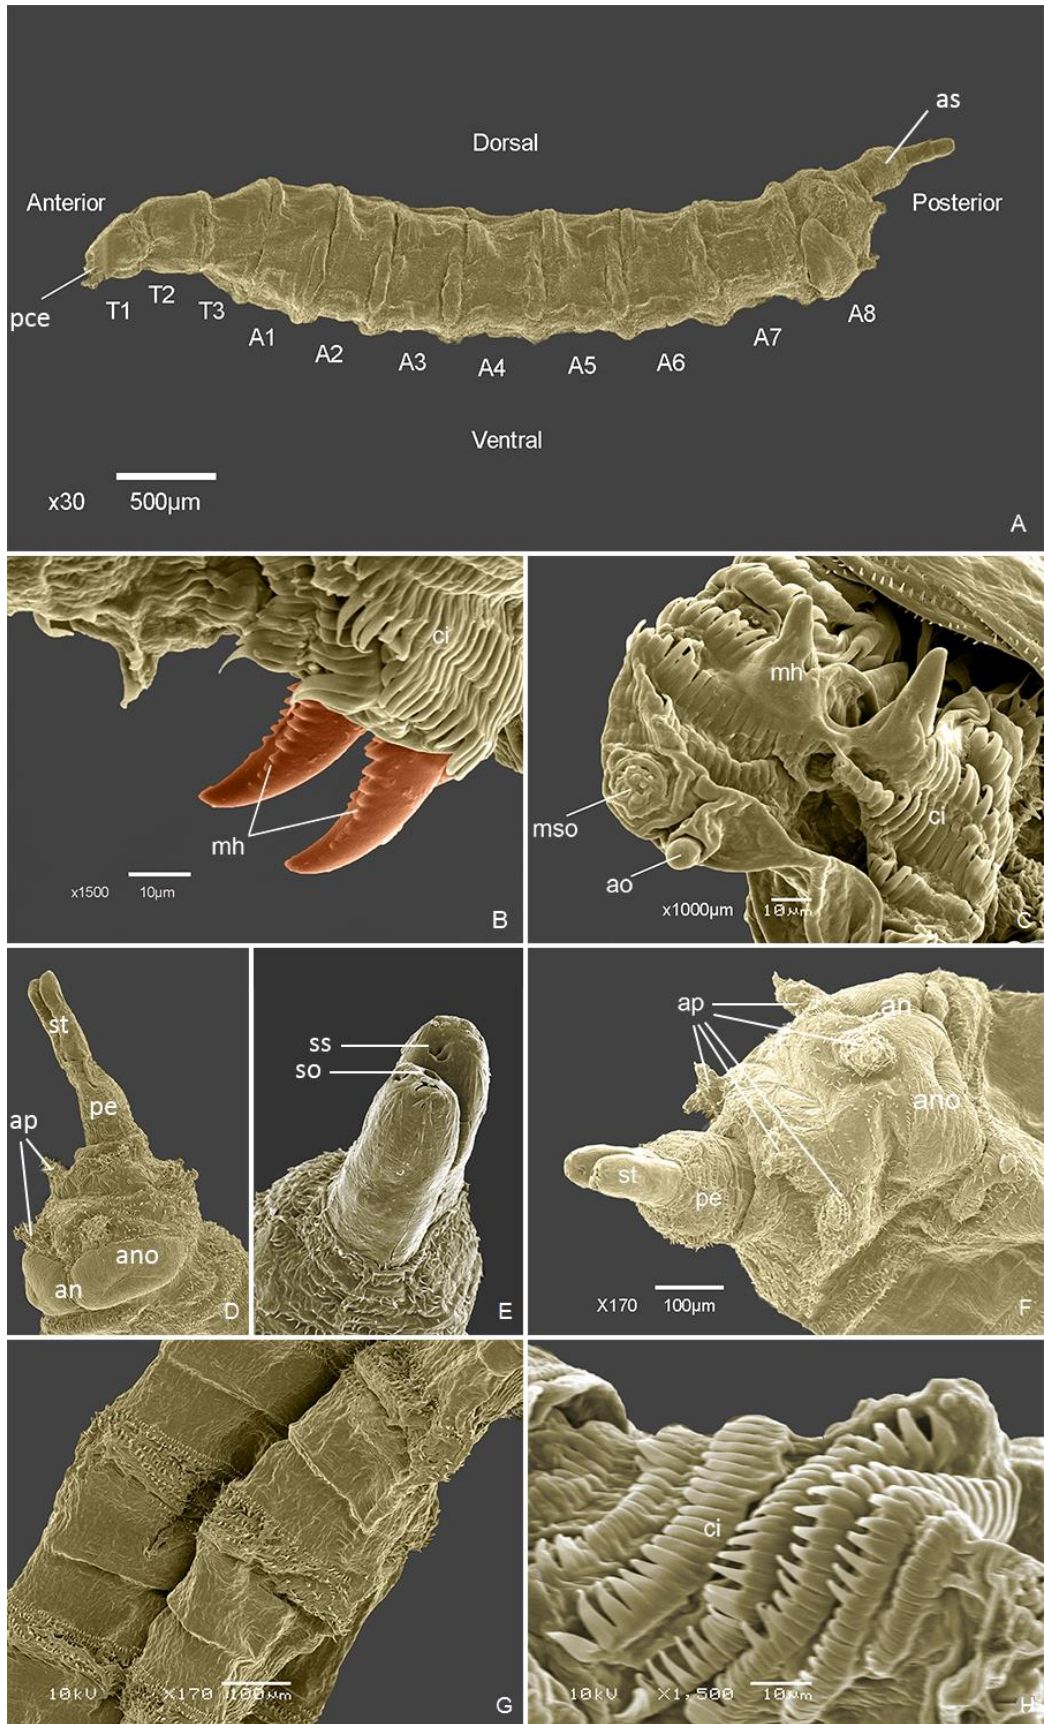 as
Dorsal
Anterior
Posterior
pce
T1
T2
T3
A1
A2
A3
A4
A5
A6
A7
A8
Ventral
x30
500µm
A
ci
mh
x1500
10µm
B
mh
mso
ci
ao
x1000µm
10µm
C
st
pe
ap
ano
an
D
ss
so
E
ap
an
ano
st
pe
X170
100µm
F
10kV X170 100µm
G
ci
10kV X1,500 10µm
H